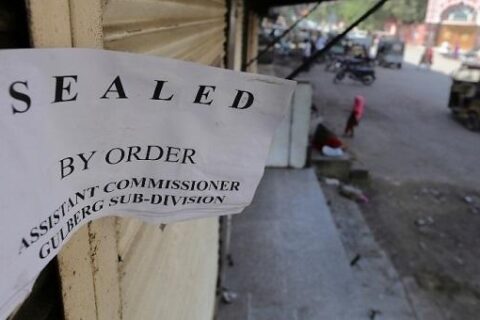 SEALED
BY ORDER
ASSISTANT COMMISSIONER
GULBERG SUB-DIVISION